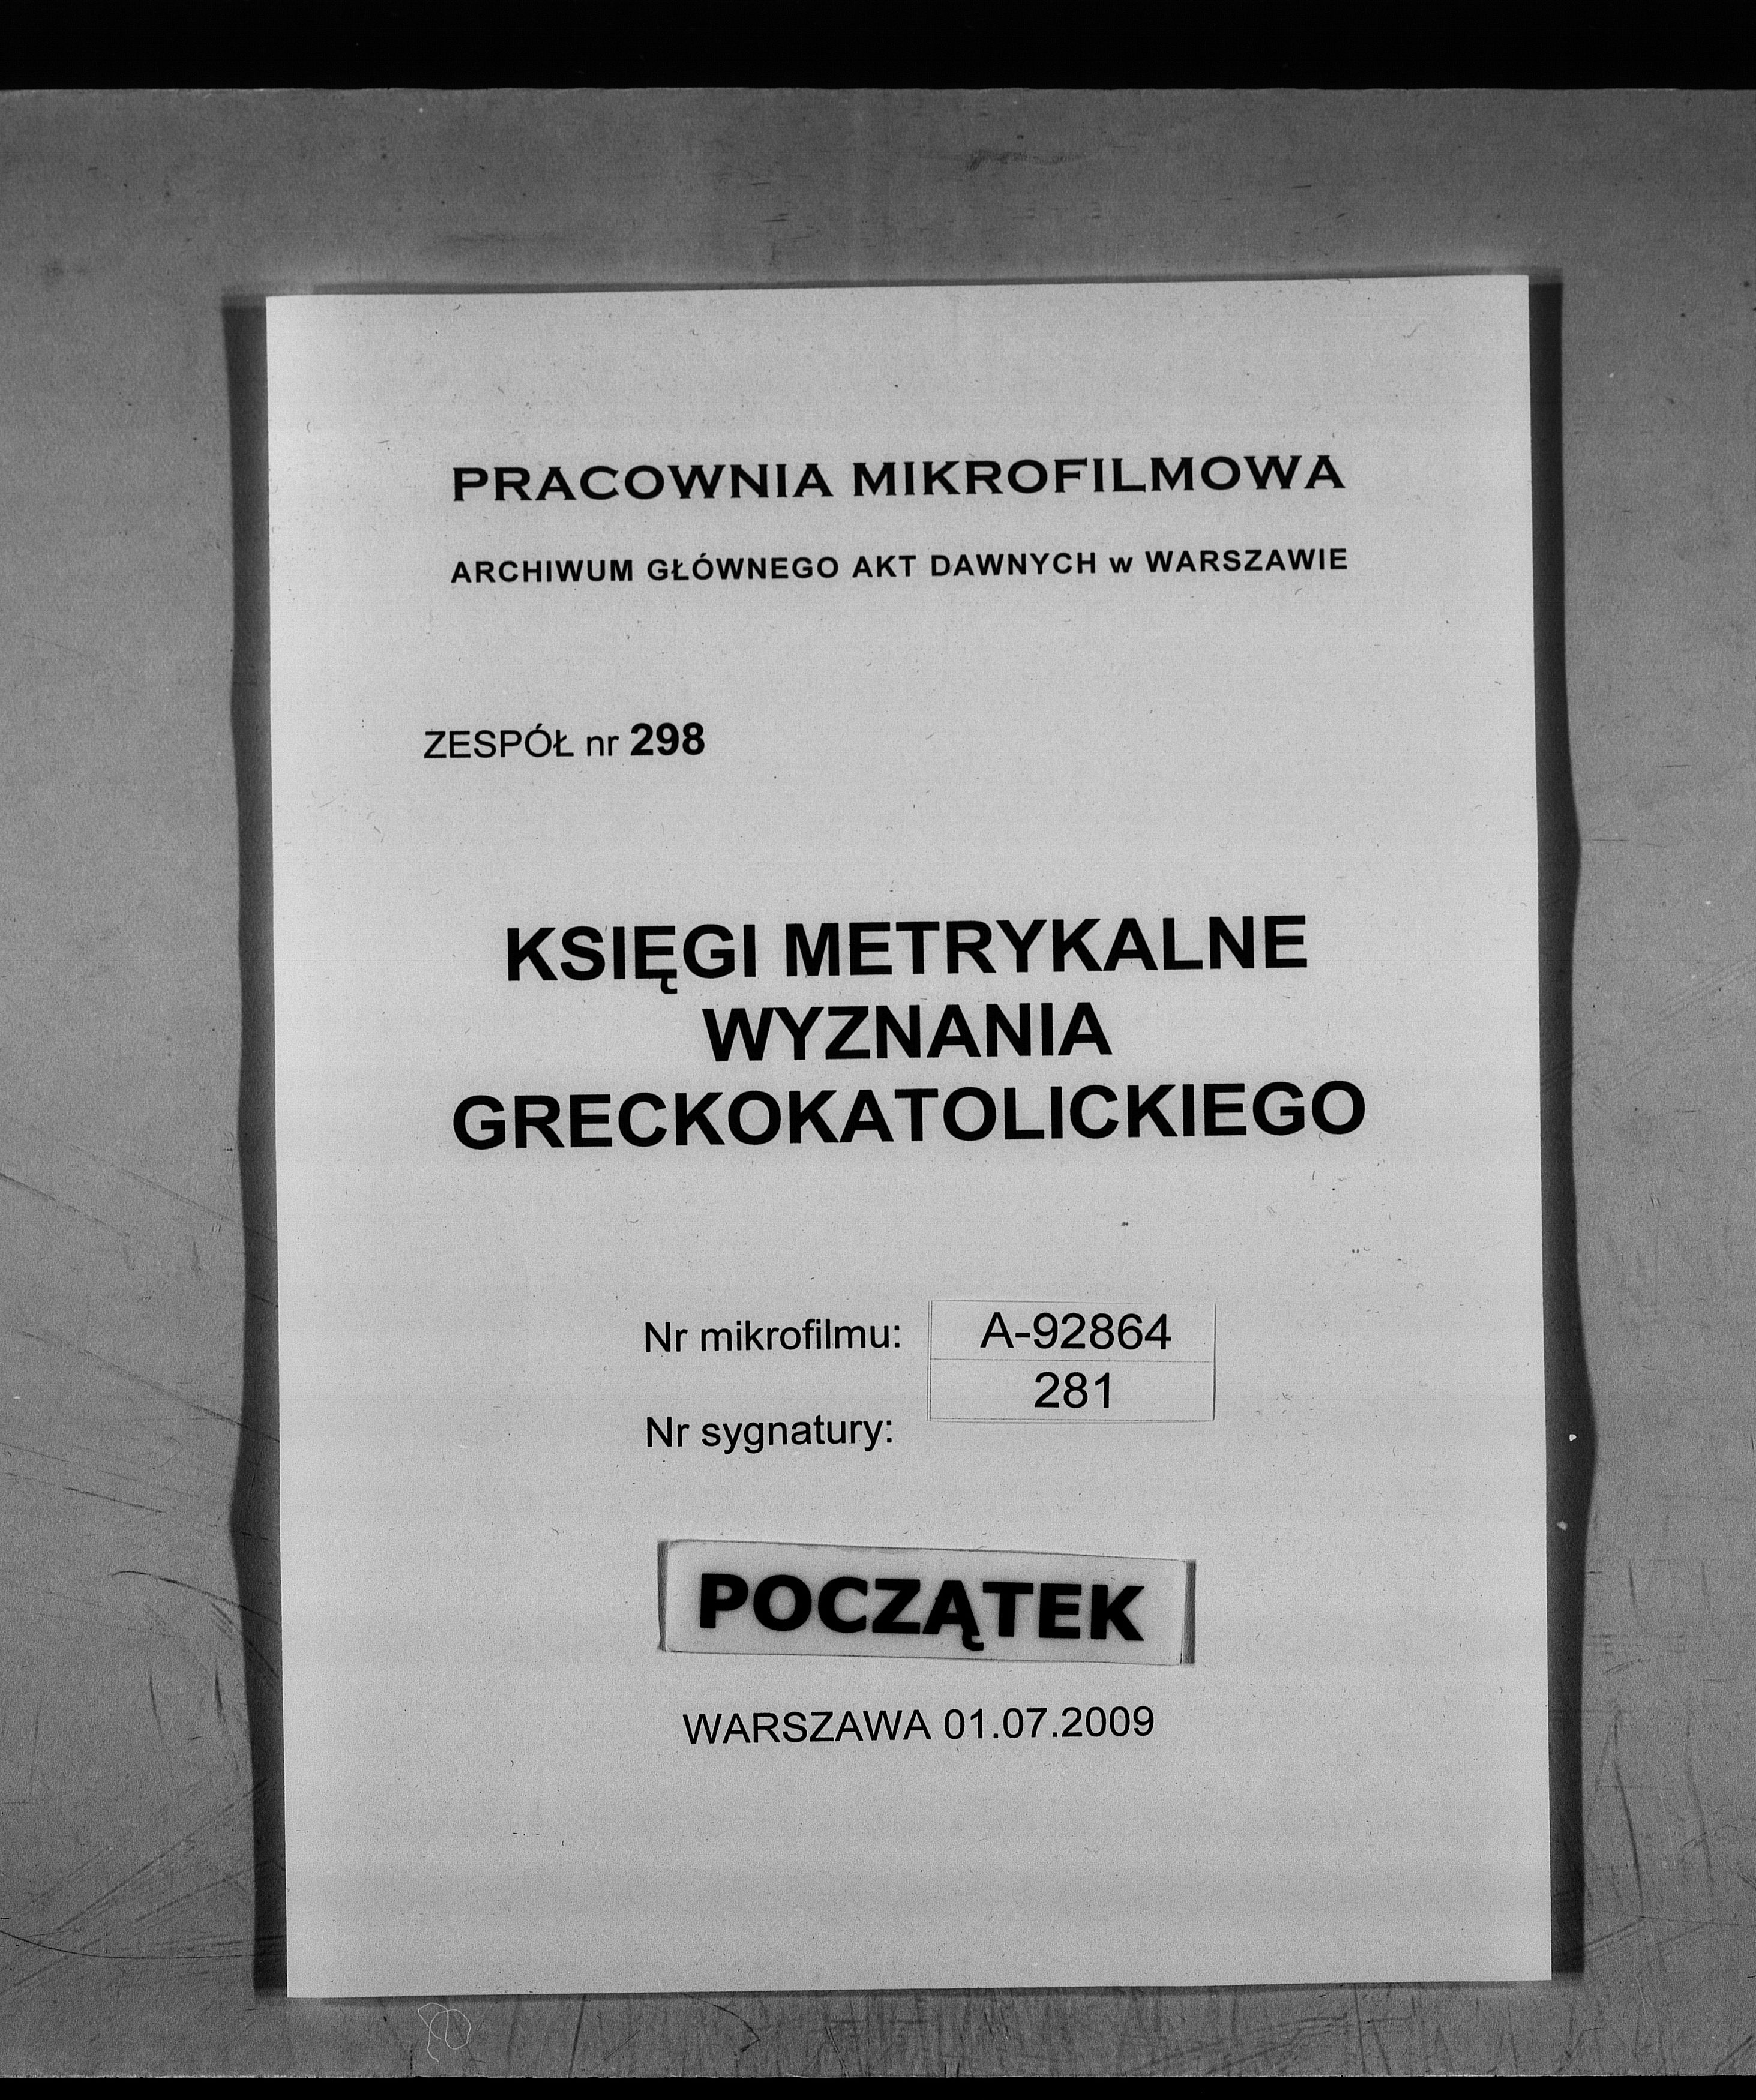 PRACOWNIA MIKROFILMOWA
ARCHIWUM GŁÓWNEGO AKT DAWNYCH w WARSZAWIE
ZESPÓŁ nr 298
KSIĘGI METRYKALNE
WYZNANIA
GRECKOKATOLICKIEGO
Nr mikrofilmu: A-92864
281
Nr sygnatury:
POCZĄTEK
WARSZAWA 01.07.2009